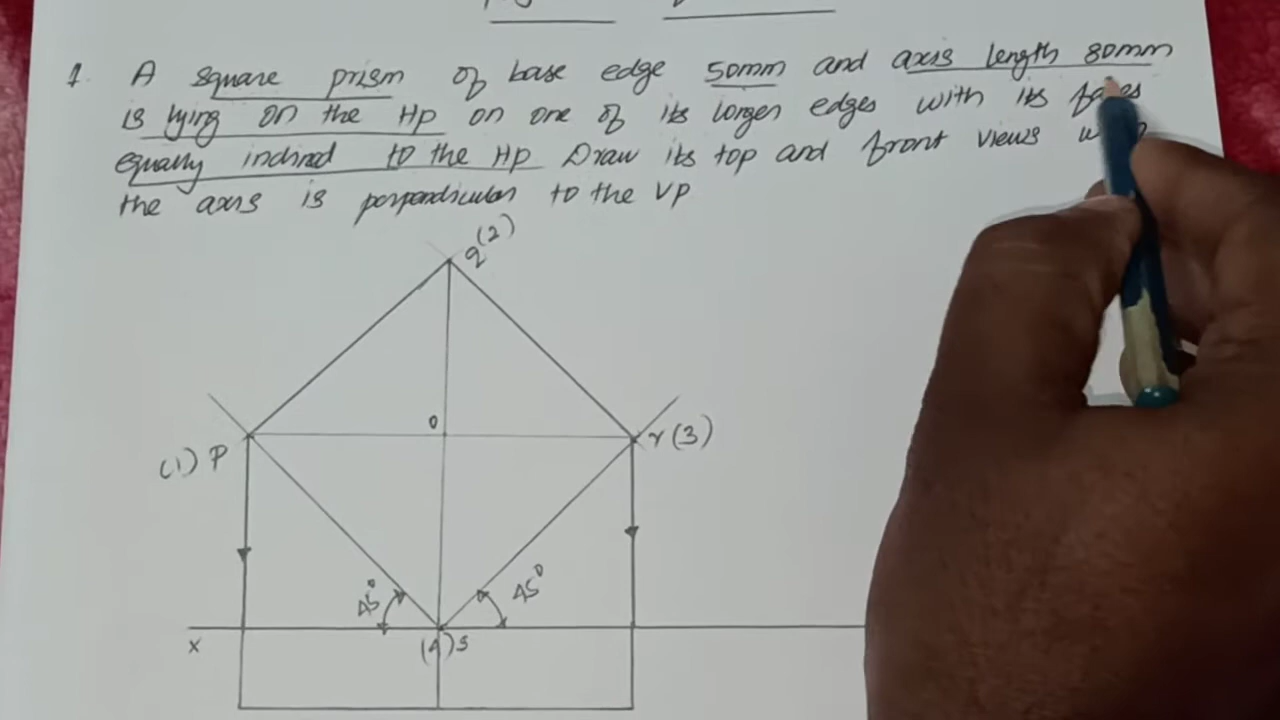 1. A square prism of base edge 50mm and axis length 80mm
is lying on the Hp on one of its longer edges with its faces
equally inclined to the Hp Draw its top and front views
the axis is perpendicular to the VP
q(2)
o
(1) P r(3)
45° 45°
x (4)s